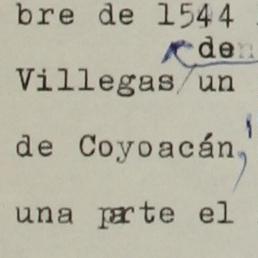 bre de 1544
de
Villegas un
de Coyoacán,
una parte el